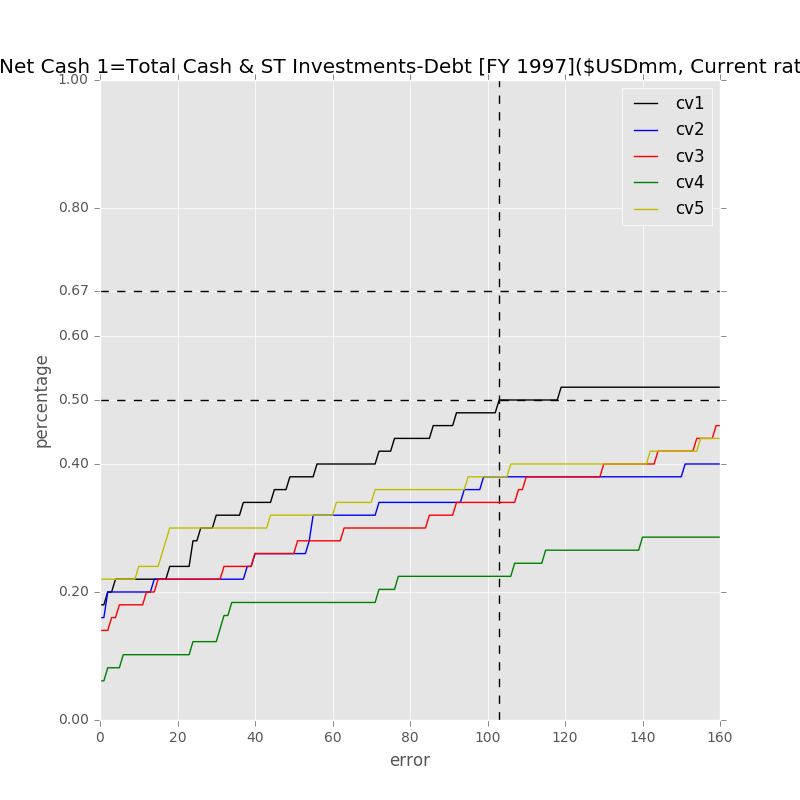 Net Cash 1=Total Cash & ST Investments-Debt [FY 1997]($USDmm, Current rat
1.00
0.80
0.67
0.60
0.50
0.40
0.20
0.00
percentage
cv1
cv2
cv3
cv4
cv5
0 20 40 60 80 100 120 140 160
error